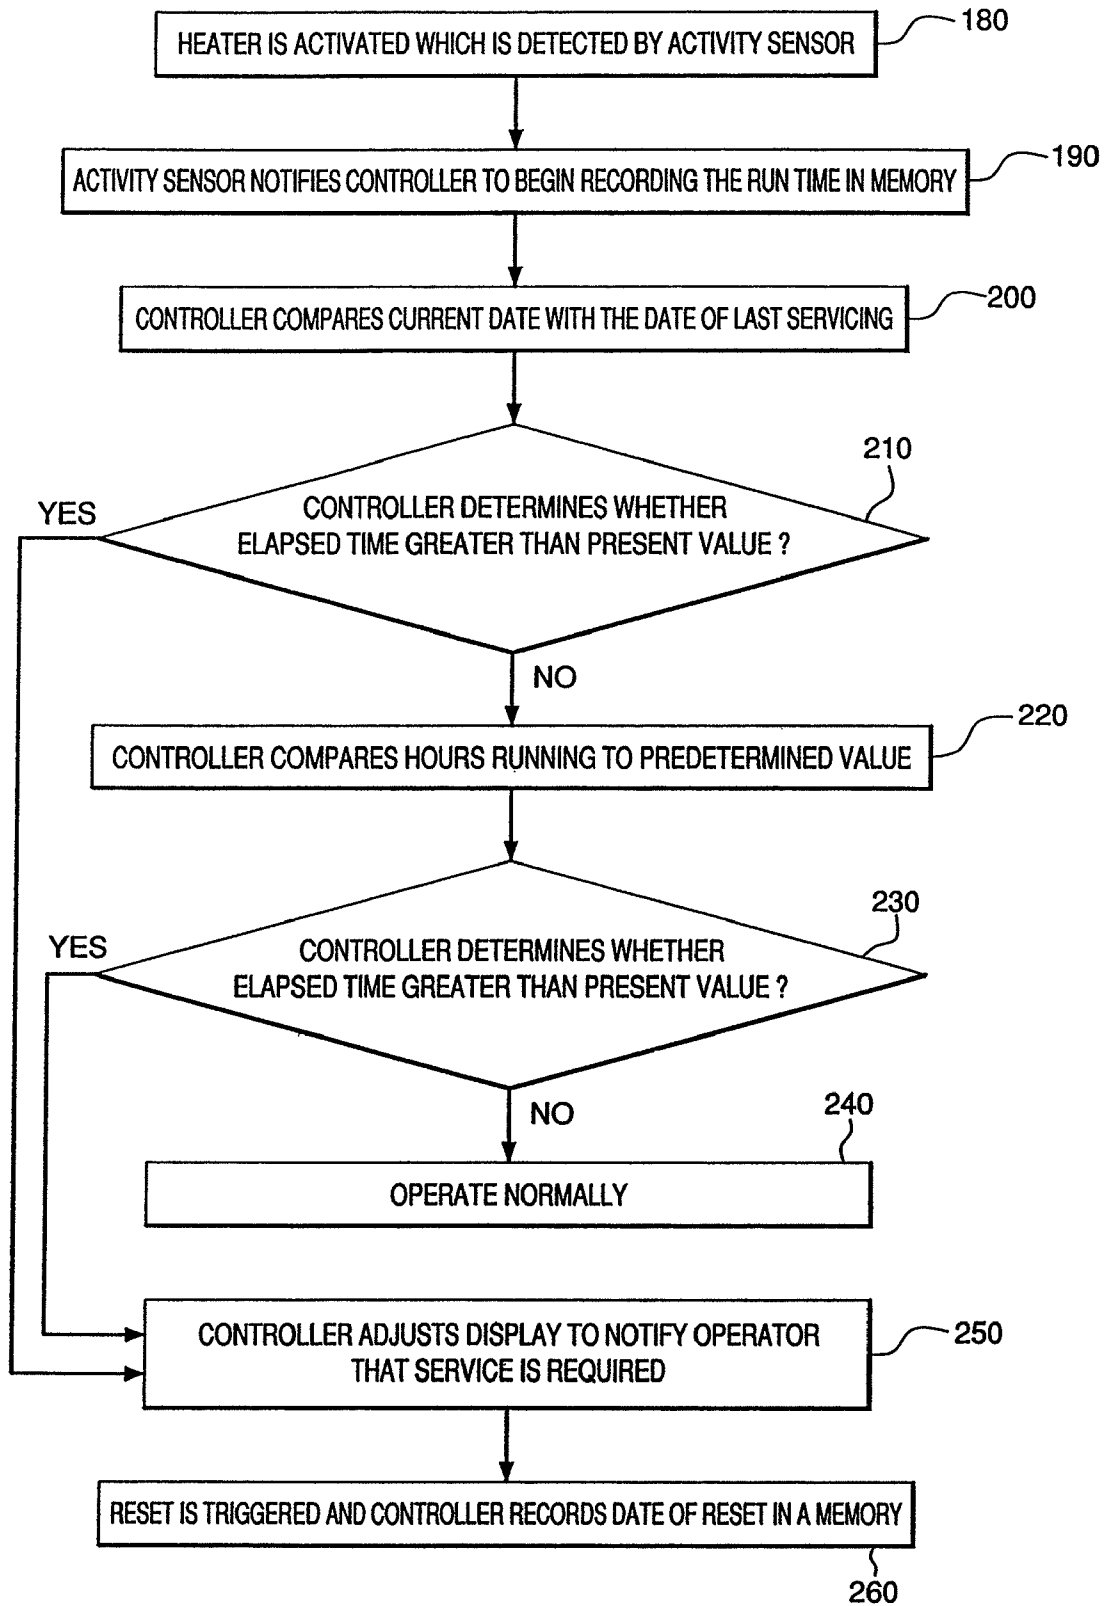 HEATER IS ACTIVATED WHICH IS DETECTED BY ACTIVITY SENSOR
180
ACTIVITY SENSOR NOTIFIES CONTROLLER TO BEGIN RECORDING THE RUN TIME IN MEMORY
190
CONTROLLER COMPARES CURRENT DATE WITH THE DATE OF LAST SERVICING
200
210
YES
CONTROLLER DETERMINES WHETHER
ELAPSED TIME GREATER THAN PRESENT VALUE ?
NO
220
CONTROLLER COMPARES HOURS RUNNING TO PREDETERMINED VALUE
230
YES
CONTROLLER DETERMINES WHETHER
ELAPSED TIME GREATER THAN PRESENT VALUE ?
NO
240
OPERATE NORMALLY
CONTROLLER ADJUSTS DISPLAY TO NOTIFY OPERATOR
THAT SERVICE IS REQUIRED
250
RESET IS TRIGGERED AND CONTROLLER RECORDS DATE OF RESET IN A MEMORY
260